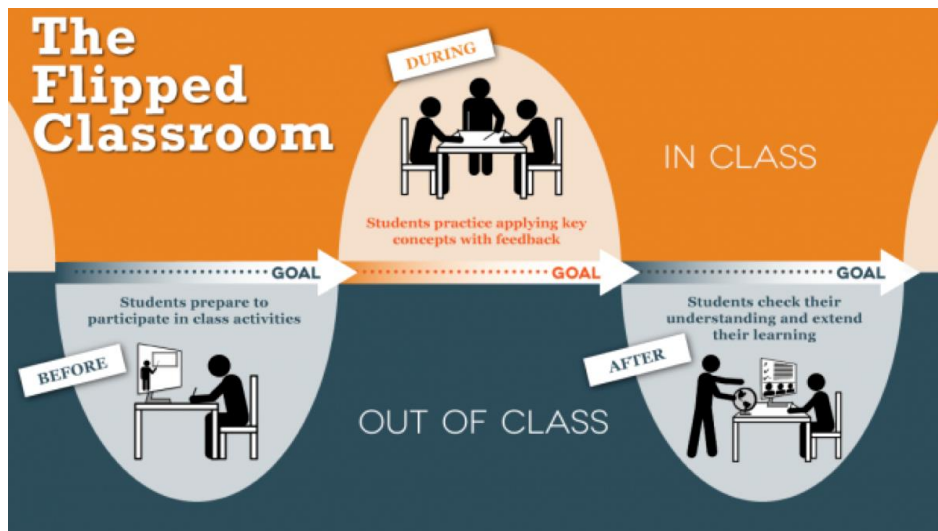 The
Flipped
Classroom
DURING
IN CLASS
Students practice applying key
concepts with feedback
GOAL
GOAL
GOAL
Students prepare to
participate in class activities
BEFORE
Students check their
understanding and extend
their learning
AFTER
OUT OF CLASS